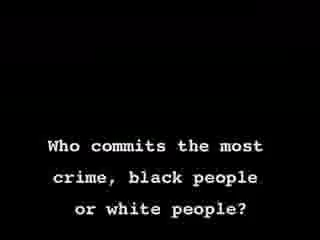 Who commits the most
crime, black people
or white people?